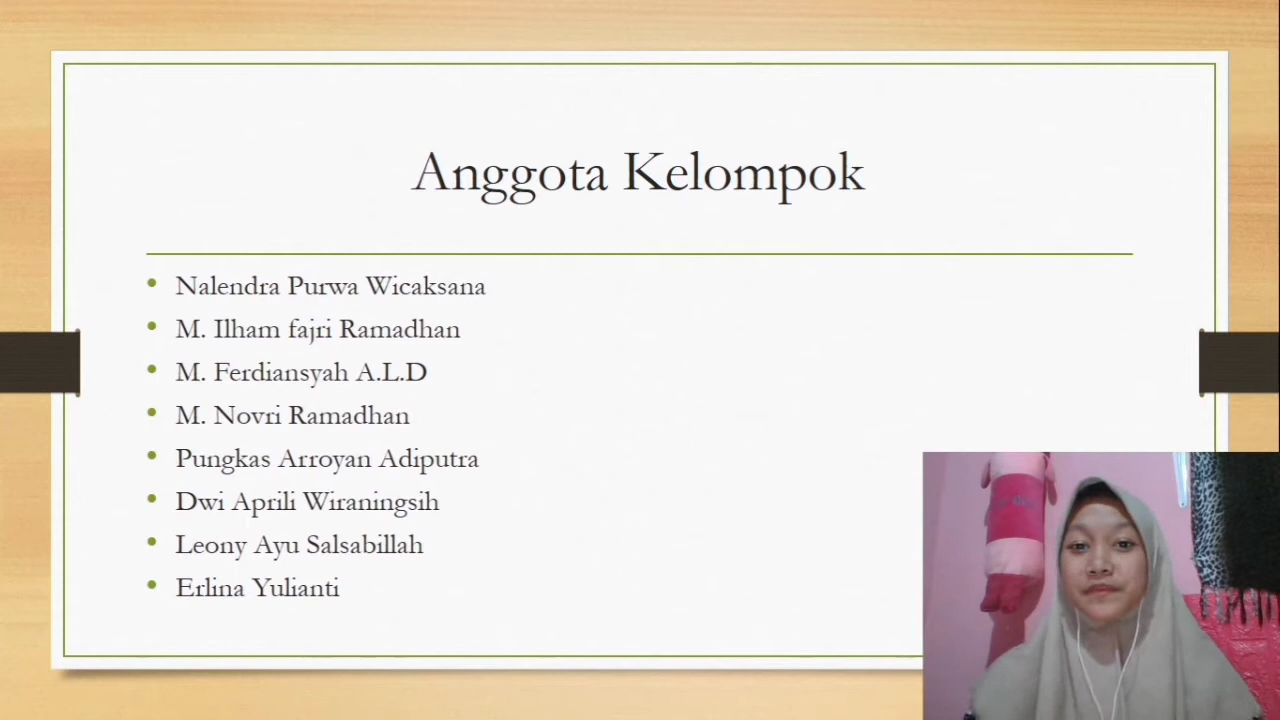 Anggota Kelompok
• Nalendra Purwa Wicaksana
• M. Ilham fajri Ramadhan
• M. Ferdiansyah A.L.D
• M. Novri Ramadhan
• Pungkas Arroyan Adiputra
• Dwi Aprili Wiraningsih
• Leony Ayu Salsabillah
• Erlina Yulianti